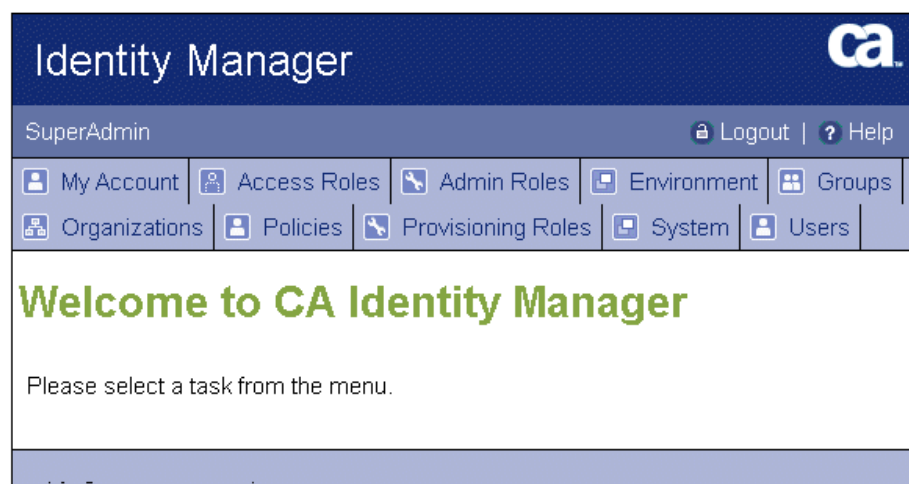 Identity Manager
ca
SuperAdmin
Logout | Help
My Account Access Roles Admin Roles Environment Groups
Organizations Policies Provisioning Roles System Users
Welcome to CA Identity Manager
Please select a task from the menu.